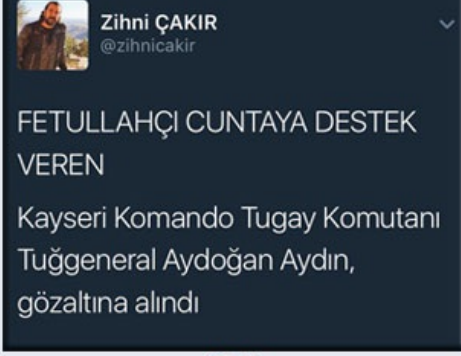 Zihni ÇAKIR
@zihnicakir
FETULLAHÇI CUNTAYA DESTEK
VEREN
Kayseri Komando Tugay Komutanı
Tuğgeneral Aydoğan Aydın,
gözaltına alındı